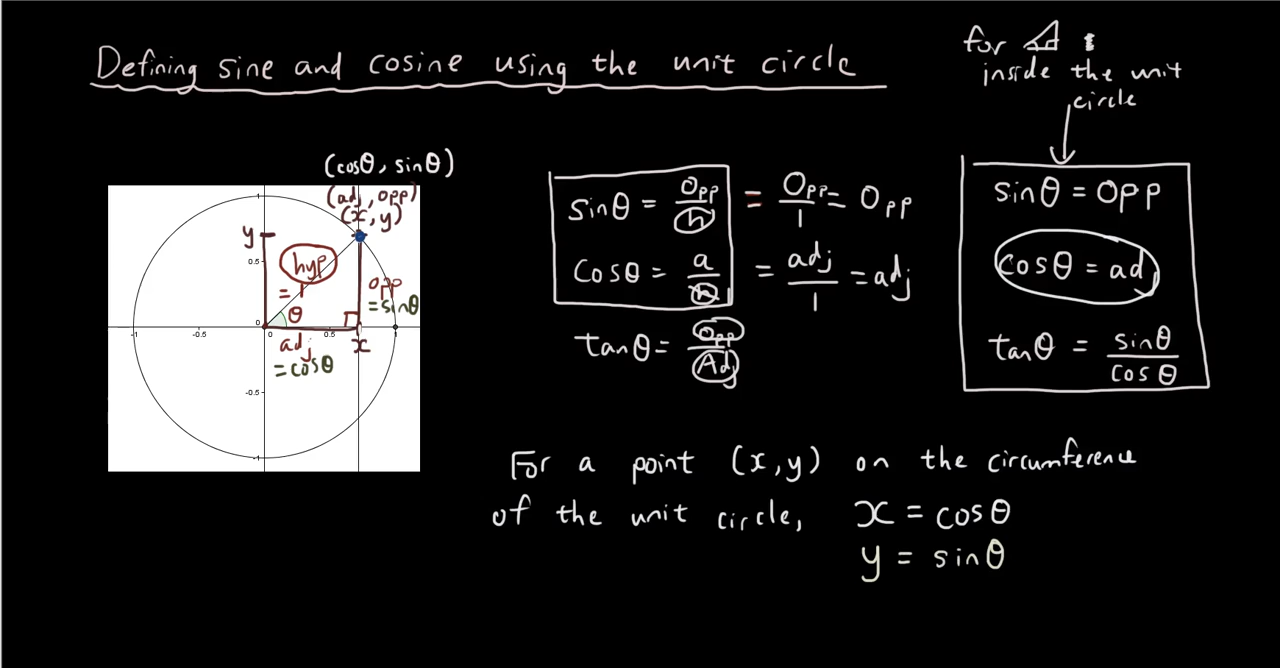 Defining sine and cosine using the unit circle
for
inside the unit
circle
(cosθ, sinθ)
(adj, opp)
(x, y)
y
1
0.5
hyp
= 1
θ
opp
= sinθ
0
-1
-0.5
0
0.5
1
adj
x
= cosθ
-0.5
-1
sinθ = Opp/h = Opp/1 = Opp
cosθ = a/h = adj/1 = adj
tanθ = Opp/Adj
sinθ = Opp
cosθ = adj
tanθ = sinθ/cosθ
For a point (x, y) on the circumference
of the unit circle, x = cosθ
y = sinθ